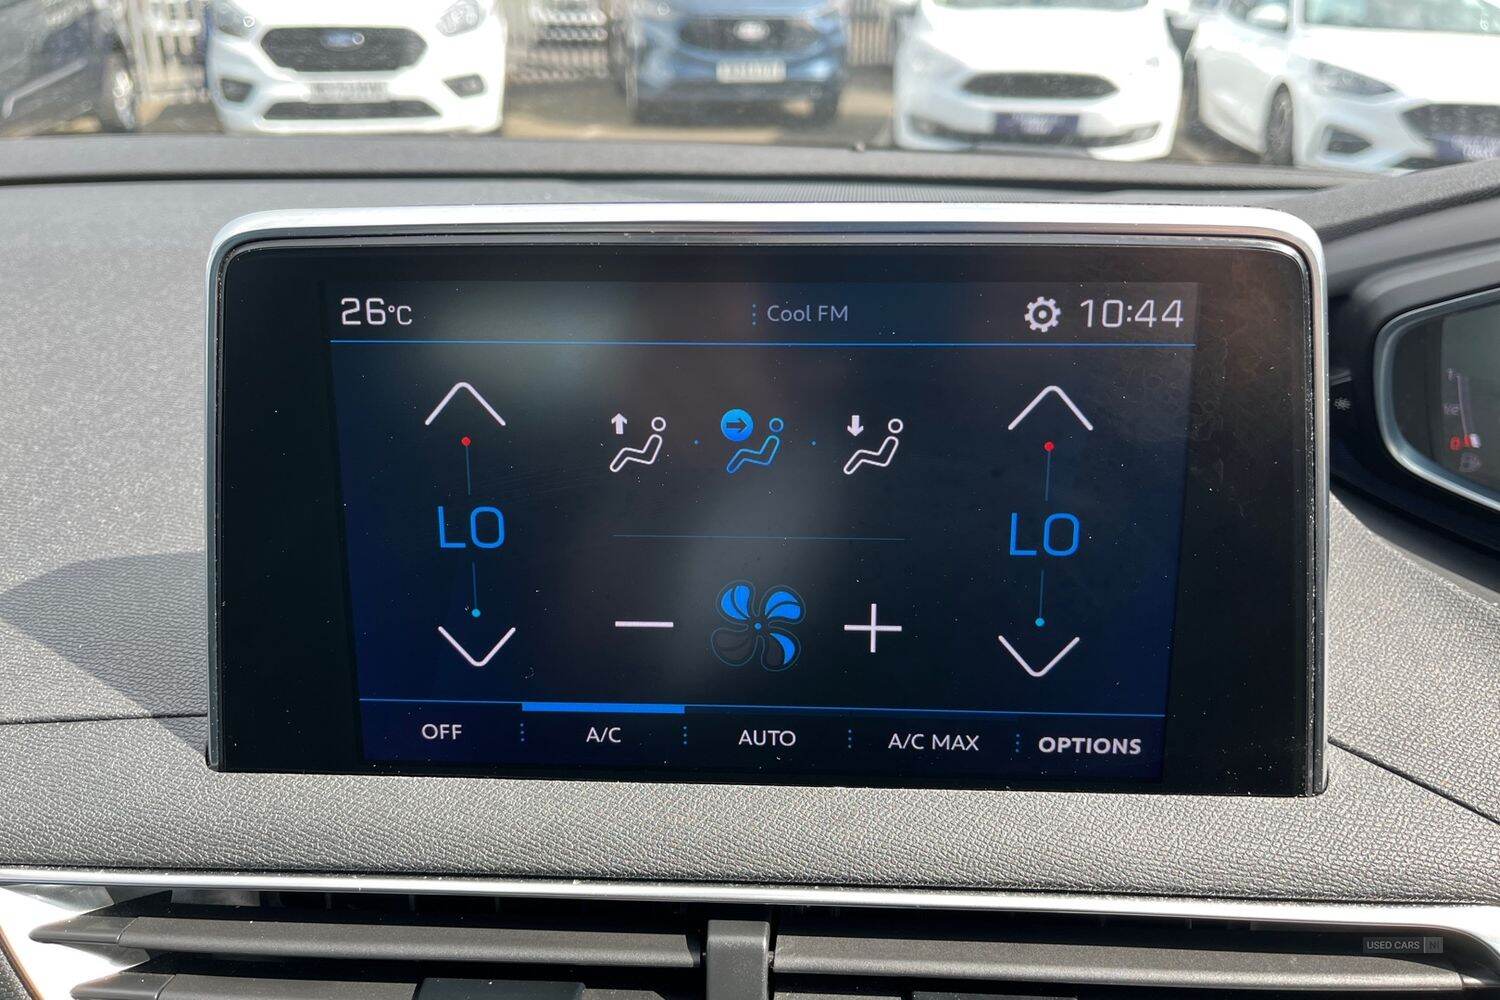 26°C
Cool FM
10:44
LO
LO
OFF
A/C
AUTO
A/C MAX
OPTIONS
USED CARS NI